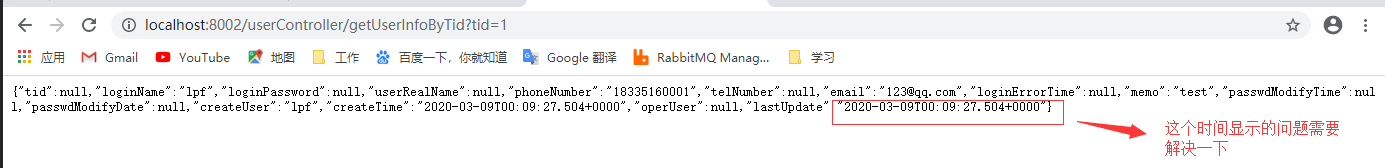 localhost:8002/userController/getUserInfoByTid?tid=1
应用 Gmail YouTube 地图 工作 百度一下，你就知道 Google 翻译 RabbitMQ Manag... 学习
{"tid":null,"loginName":"lpf","loginPassword":null,"userRealName":null,"phoneNumber":"18335160001","telNumber":null,"email":"123@qq.com","loginErrorTime":null,"memo":"test","passwdModifyTime":nul
l,"passwdModifyDate":null,"createUser":"lpf","createTime":"2020-03-09T00:09:27.504+0000","operUser":null,"lastUpdate" "2020-03-09T00:09:27.504+0000"}
这个时间显示的问题需要
解决一下